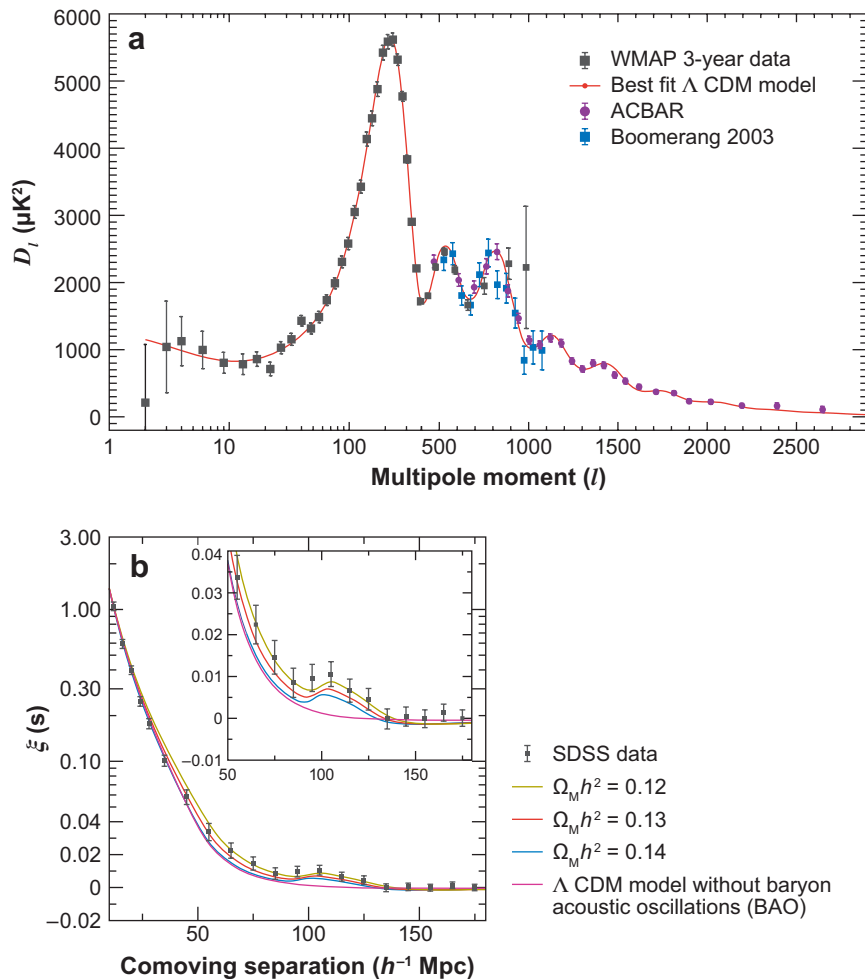 a
6000
5000
4000
3000
2000
1000
0
D_l (µK²)
WMAP 3-year data
Best fit Λ CDM model
ACBAR
Boomerang 2003
1
10
100
500
1000
1500
2000
2500
Multipole moment (l)
b
3.00
1.00
0.30
0.10
0.04
0.02
0
–0.02
ξ (s)
0.04
0.03
0.02
0.01
0
–0.01
50
100
150
50
100
150
Comoving separation (h⁻¹ Mpc)
SDSS data
Ω_M h² = 0.12
Ω_M h² = 0.13
Ω_M h² = 0.14
Λ CDM model without baryon
acoustic oscillations (BAO)